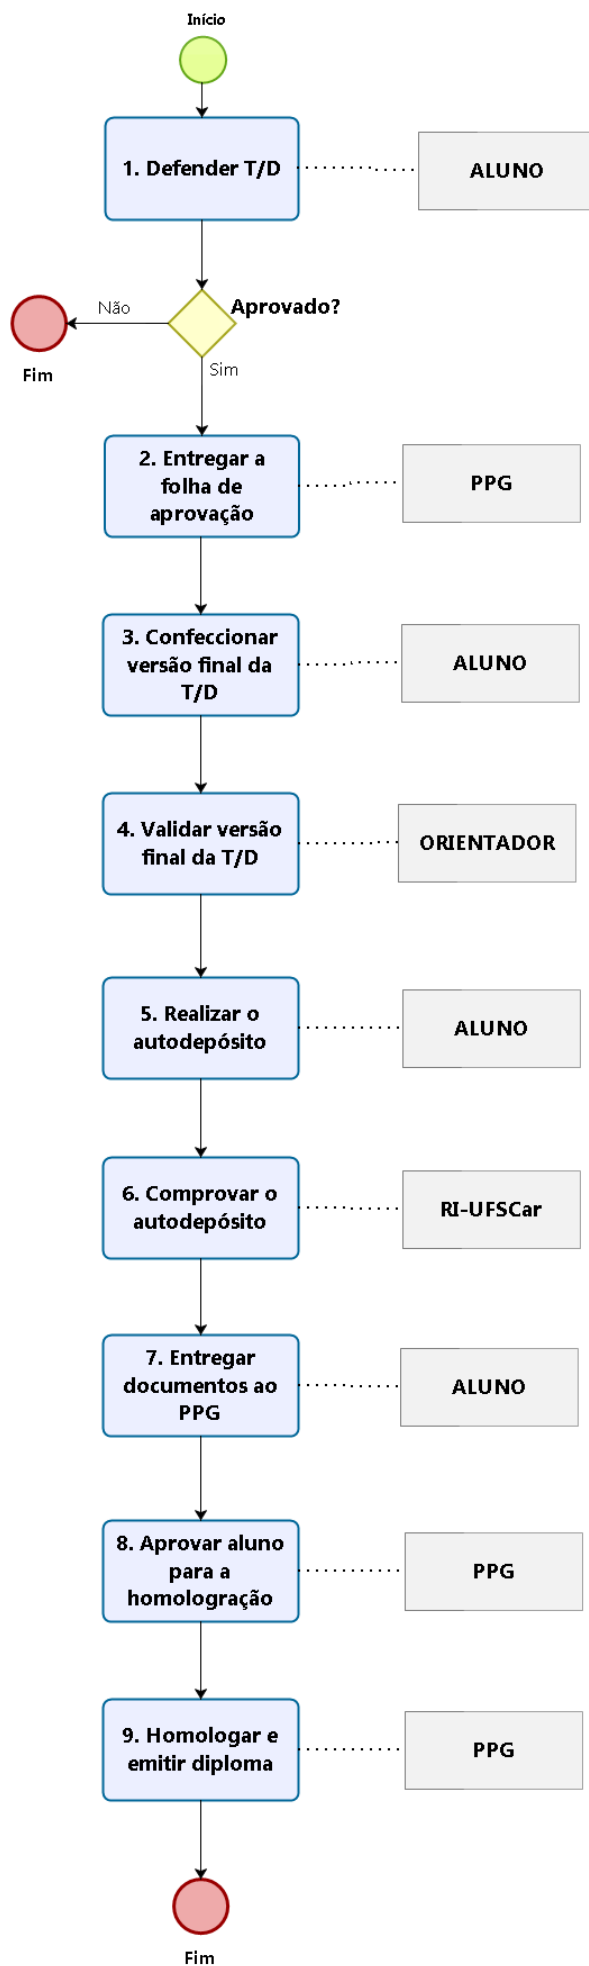 Início
1. Defender T/D
ALUNO
Aprovado?
Não
Fim
Sim
2. Entregar a
folha de
aprovação
PPG
3. Confeccionar
versão final da
T/D
ALUNO
4. Validar versão
final da T/D
ORIENTADOR
5. Realizar o
autodepósito
ALUNO
6. Comprovar o
autodepósito
RI-UFSCar
7. Entregar
documentos ao
PPG
ALUNO
8. Aprovar aluno
para a
homologração
PPG
9. Homologar e
emitir diploma
PPG
Fim